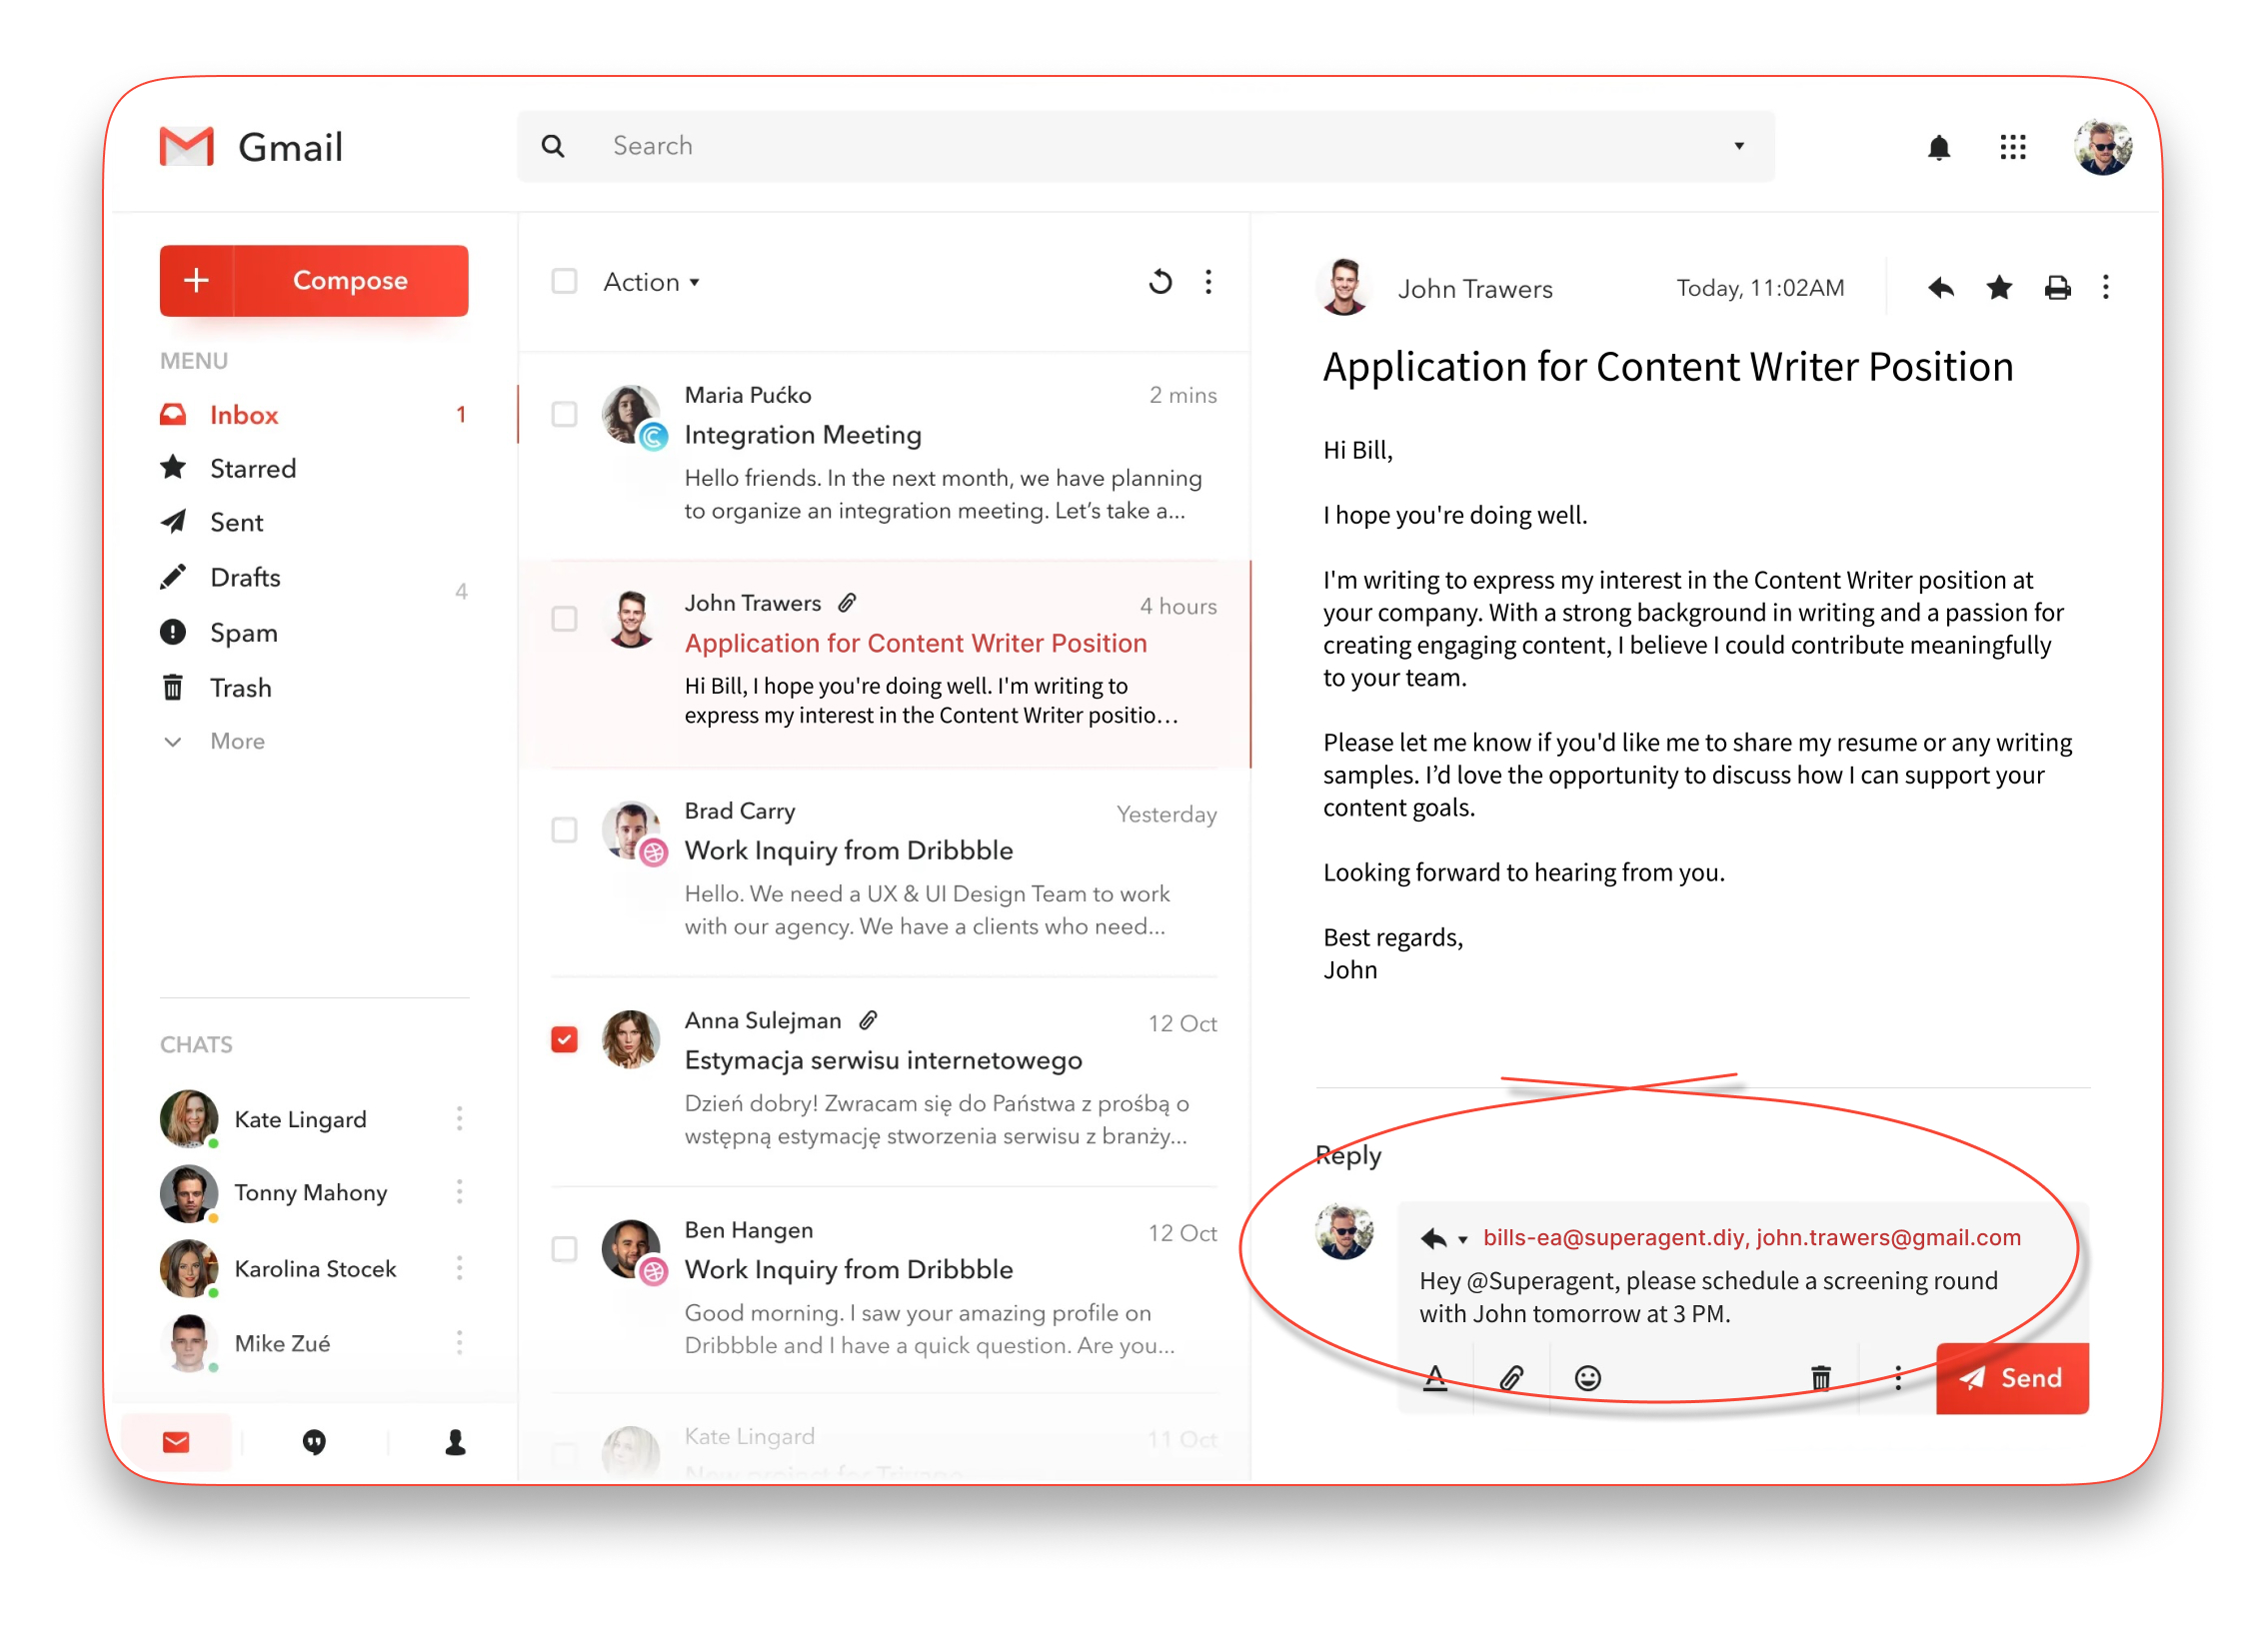 Gmail
Search
Compose
MENU
Inbox 1
Starred
Sent
Drafts 4
Spam
Trash
More
CHATS
Kate Lingard
Tonny Mahony
Karolina Stocek
Mike Zué
Action
Maria Pućko 2 mins
Integration Meeting
Hello friends. In the next month, we have planning
to organize an integration meeting. Let’s take a...
John Trawers 4 hours
Application for Content Writer Position
Hi Bill, I hope you're doing well. I'm writing to
express my interest in the Content Writer positio…
Brad Carry Yesterday
Work Inquiry from Dribbble
Hello. We need a UX & UI Design Team to work
with our agency. We have a clients who need...
Anna Sulejman 12 Oct
Estymacja serwisu internetowego
Dzień dobry! Zwracam się do Państwa z prośbą o
wstępną estymację stworzenia serwisu z branży...
Ben Hangen 12 Oct
Work Inquiry from Dribbble
Good morning. I saw your amazing profile on
Dribbble and I have a quick question. Are you...
Kate Lingard 11 Oct
New project for
John Trawers Today, 11:02AM
Application for Content Writer Position
Hi Bill,
I hope you're doing well.
I'm writing to express my interest in the Content Writer position at
your company. With a strong background in writing and a passion for
creating engaging content, I believe I could contribute meaningfully
to your team.
Please let me know if you'd like me to share my resume or any writing
samples. I’d love the opportunity to discuss how I can support your
content goals.
Looking forward to hearing from you.
Best regards,
John
Reply
bills-ea@superagent.diy, john.trawers@gmail.com
Hey @Superagent, please schedule a screening round
with John tomorrow at 3 PM.
A
Send